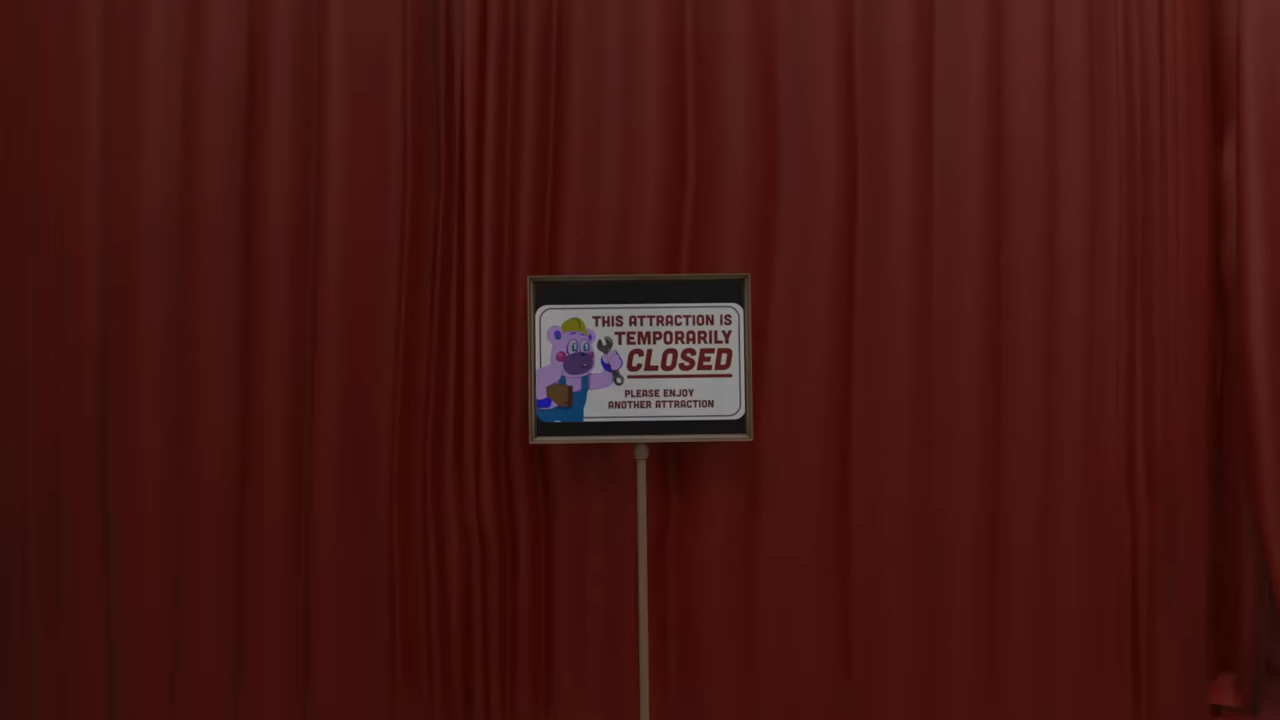 THIS ATTRACTION IS
TEMPORARILY
CLOSED
PLEASE ENJOY
ANOTHER ATTRACTION